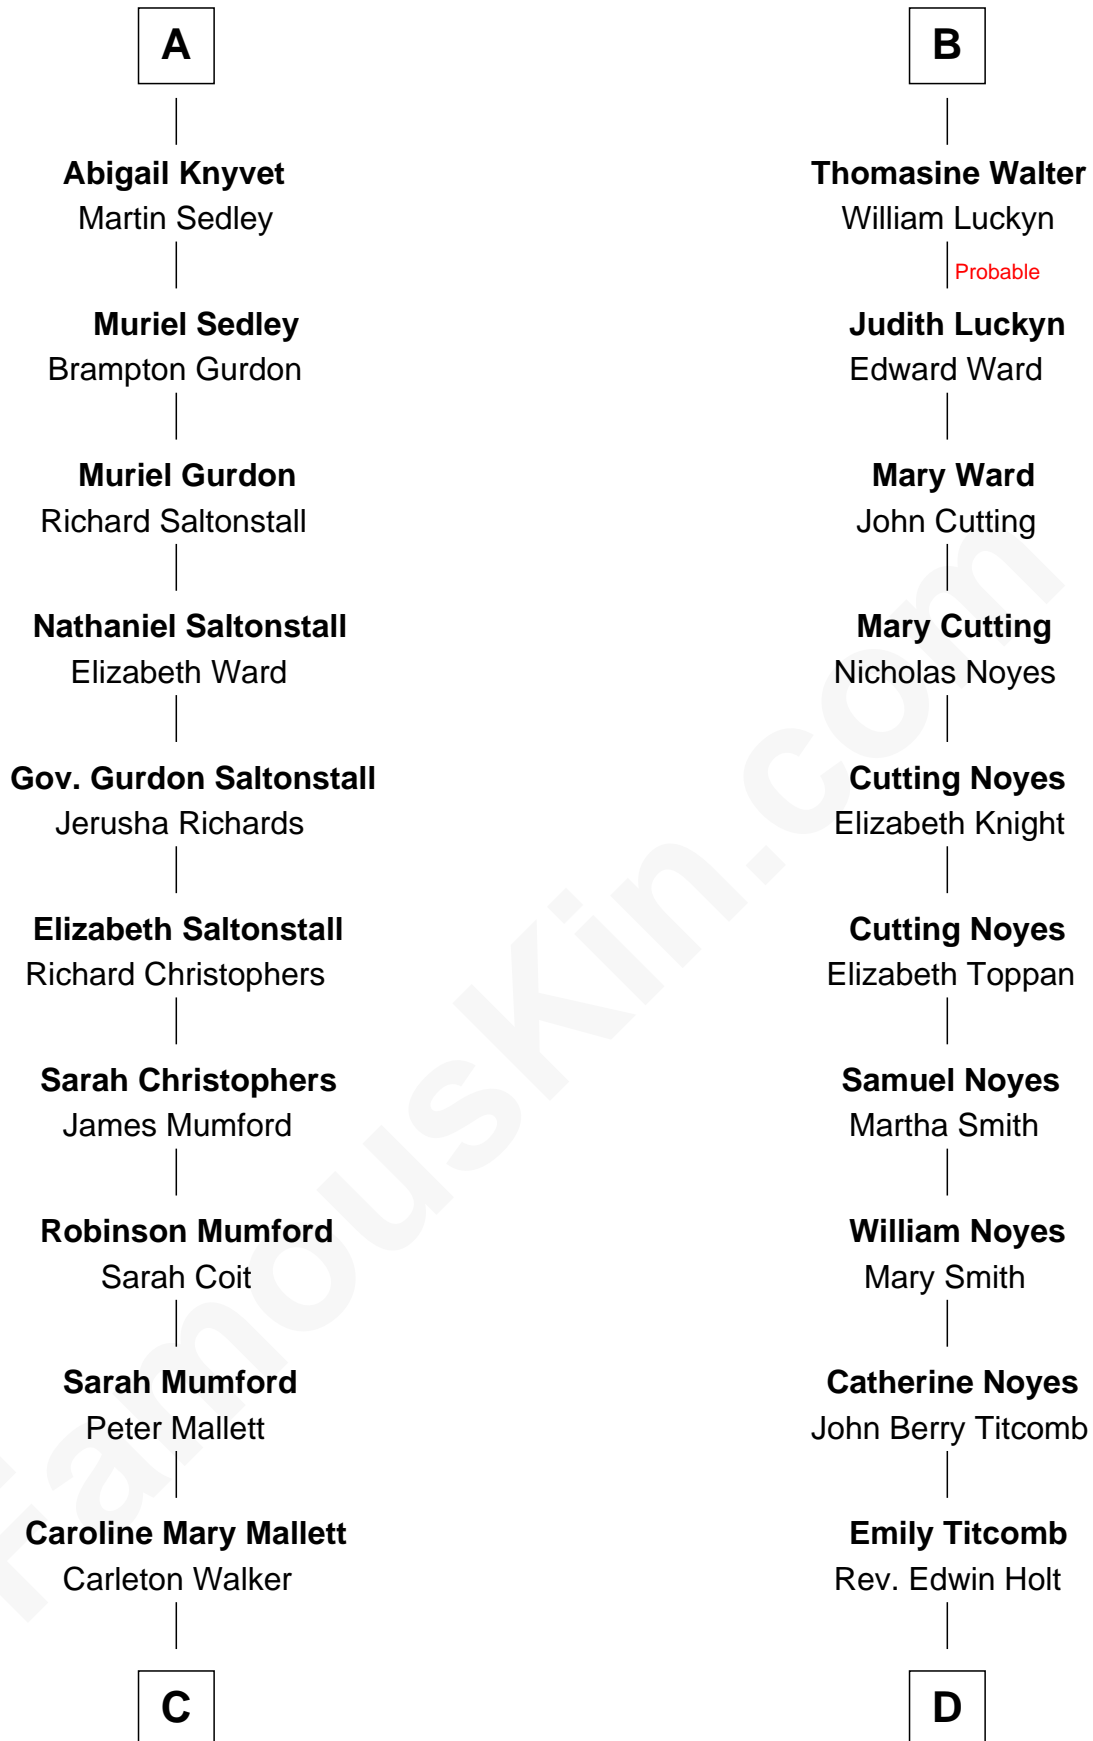 A
Abigail Knyvet
Martin Sedley
Muriel Sedley
Brampton Gurdon
Muriel Gurdon
Richard Saltonstall
Nathaniel Saltonstall
Elizabeth Ward
Gov. Gurdon Saltonstall
Jerusha Richards
Elizabeth Saltonstall
Richard Christophers
Sarah Christophers
James Mumford
Robinson Mumford
Sarah Coit
Sarah Mumford
Peter Mallett
Caroline Mary Mallett
Carleton Walker
C
B
Thomasine Walter
William Luckyn
Probable
Judith Luckyn
Edward Ward
Mary Ward
John Cutting
Mary Cutting
Nicholas Noyes
Cutting Noyes
Elizabeth Knight
Cutting Noyes
Elizabeth Toppan
Samuel Noyes
Martha Smith
William Noyes
Mary Smith
Catherine Noyes
John Berry Titcomb
Emily Titcomb
Rev. Edwin Holt
D
FamousKin.com